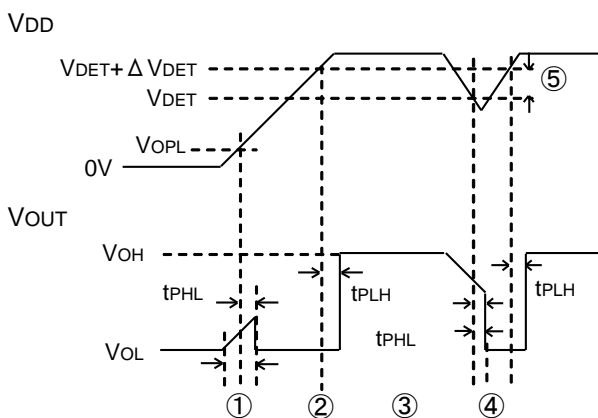 VDD
VDET+ΔVDET
⑤
VDET
VOPL
0V
VOUT
VOH
tPHL
tPLH
tPLH
tPHL
VOL
① ② ③ ④